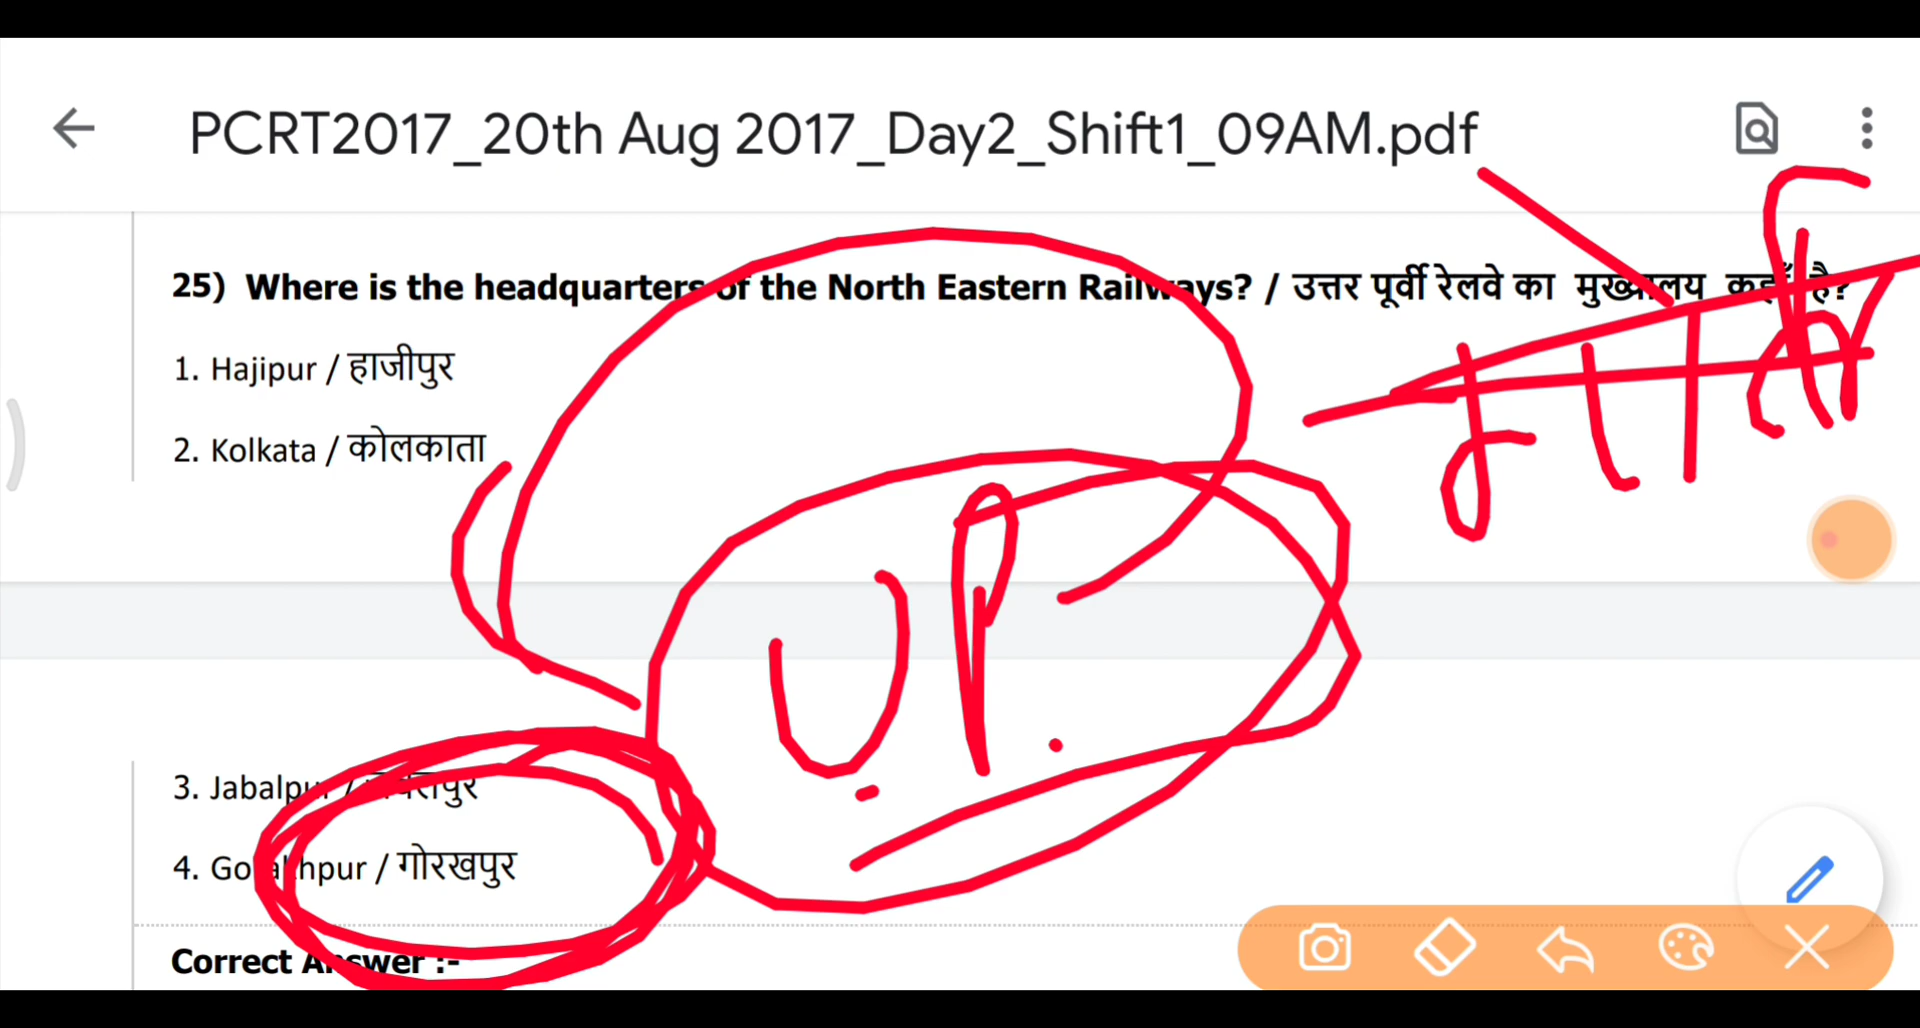 PCRT2017_20th Aug 2017_Day2_Shift1_09AM.pdf
25) Where is the headquarters of the North Eastern Railways? / उत्तर पूर्वी रेलवे का मुख्यालय कहाँ है?
1. Hajipur / हाजीपुर
2. Kolkata / कोलकाता
U.P.
3. Jabalpur / जबलपुर
4. Gorakhpur / गोरखपुर
Correct Answer :-